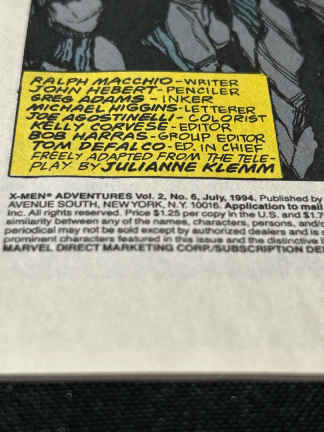 RALPH MACCHIO-WRITER
JOHN HEBERT-PENCILER
GREG ADAMS-INKER
MICHAEL HIGGINS-LETTERER
JOE AGOSTINELLI-COLORIST
KELLY CORVESE-EDITOR
BOB HARRAS-GROUP EDITOR
TOM DEFALCO-ED. IN CHIEF
FREELY ADAPTED FROM THE TELE-
PLAY BY JULIANNE KLEMM
X-MEN® ADVENTURES Vol. 2, No. 6, July, 1994. Published by
AVENUE SOUTH, NEW YORK, N.Y. 10016. Application to mail
Inc. All rights reserved. Price $1.25 per copy in the U.S. and $1.7
similarity between any of the names, characters, persons, and/o
periodical may not be sold except by authorized dealers and is s
prominent characters featured in this issue and the distinctive l
MARVEL DIRECT MARKETING CORP./SUBSCRIPTION DE